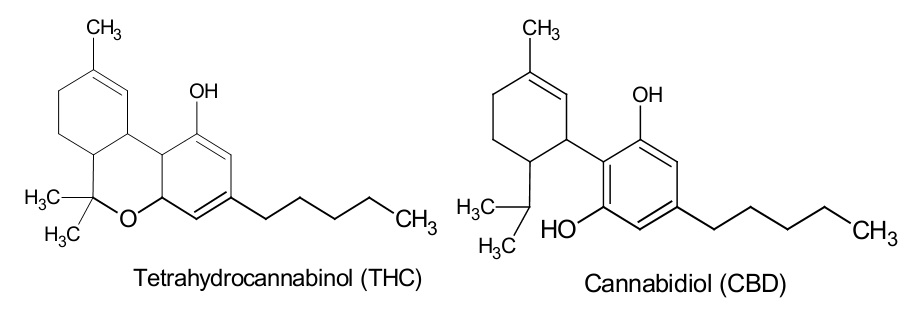 CH3
OH
H3C
H3C
O
CH3
Tetrahydrocannabinol (THC)
CH3
OH
H3C
H3C
HO
CH3
Cannabidiol (CBD)